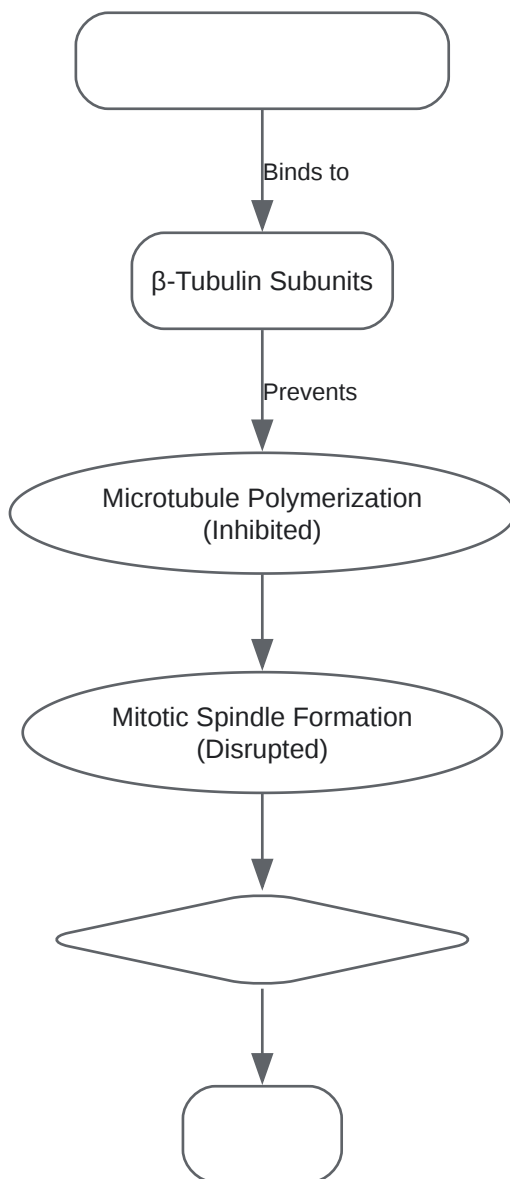 Binds to
β-Tubulin Subunits
Prevents
Microtubule Polymerization
(Inhibited)
Mitotic Spindle Formation
(Disrupted)